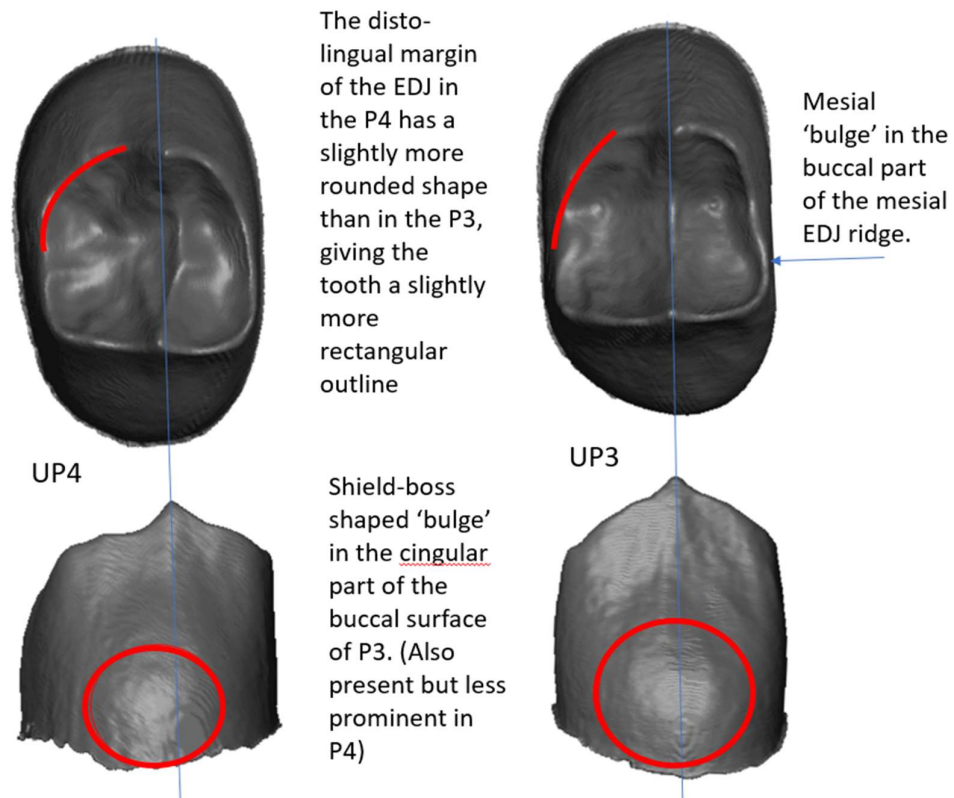 The disto-
lingual margin
of the EDJ in
the P4 has a
slightly more
rounded shape
than in the P3,
giving the
tooth a slightly
more
rectangular
outline
Mesial
‘bulge’ in the
buccal part
of the mesial
EDJ ridge.
UP4
UP3
Shield-boss
shaped ‘bulge’
in the cingular
part of the
buccal surface
of P3. (Also
present but less
prominent in
P4)